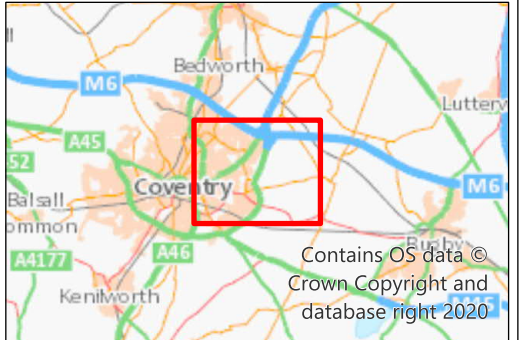 Bedworth
M6
Lutterv
A45
52
Coventry
M6
Balsall
ommon
A46
Rugby
A4177
Contains OS data ©
Crown Copyright and
database right 2020
Kenilworth